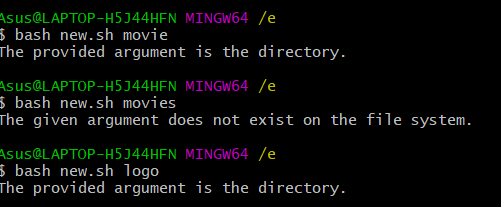 Asus@LAPTOP-H5J44HFN MINGW64 /e
$ bash new.sh movie
The provided argument is the directory.
Asus@LAPTOP-H5J44HFN MINGW64 /e
$ bash new.sh movies
The given argument does not exist on the file system.
Asus@LAPTOP-H5J44HFN MINGW64 /e
$ bash new.sh logo
The provided argument is the directory.